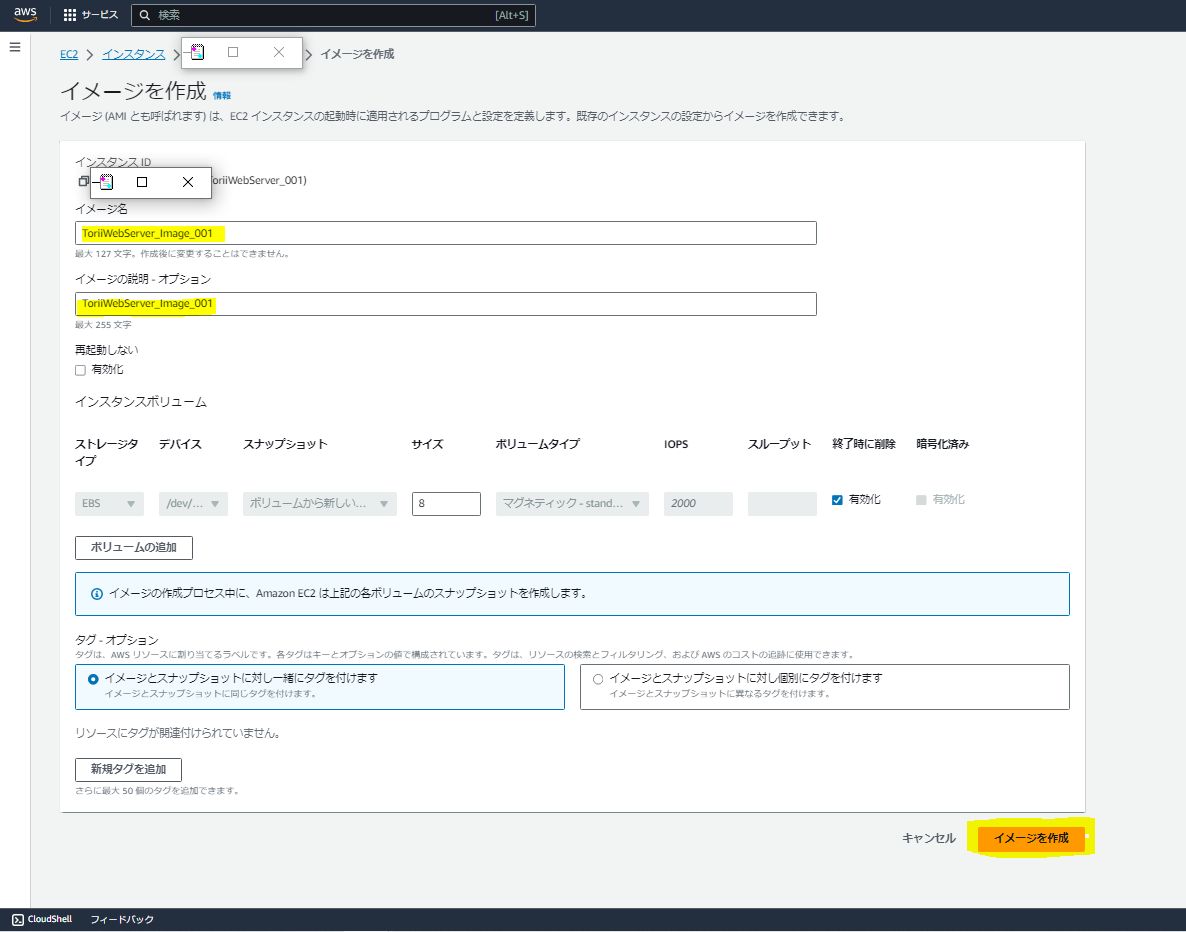 aws サービス 検索 [Alt+S]
EC2 インスタンス イメージを作成
イメージを作成 情報
イメージ (AMI とも呼ばれます) は、EC2 インスタンスの起動時に適用されるプログラムと設定を定義します。既存のインスタンスの設定からイメージを作成できます。
インスタンス ID
oriiWebServer_001)
イメージ名
ToriiWebServer_Image_001
最大 127 文字。作成後に変更することはできません。
イメージの説明 - オプション
ToriiWebServer_Image_001
最大 255 文字
再起動しない
有効化
インスタンスボリューム
ストレージタイプ デバイス スナップショット サイズ ボリュームタイプ IOPS スループット 終了時に削除 暗号化済み
EBS /dev/... ボリュームから新しい... 8 マグネティック - stand... 2000 有効化 有効化
ボリュームの追加
イメージの作成プロセス中に、Amazon EC2 は上記の各ボリュームのスナップショットを作成します。
タグ - オプション
タグは、AWS リソースに割り当てるラベルです。各タグはキーとオプションの値で構成されています。タグは、リソースの検索とフィルタリング、および AWS のコストの追跡に使用できます。
イメージとスナップショットに対し一緒にタグを付けます
イメージとスナップショットに同じタグを付けます。
イメージとスナップショットに対し個別にタグを付けます
イメージとスナップショットに異なるタグを付けます。
リソースにタグが関連付けられていません。
新規タグを追加
さらに最大 50 個のタグを追加できます。
キャンセル イメージを作成
CloudShell フィードバック